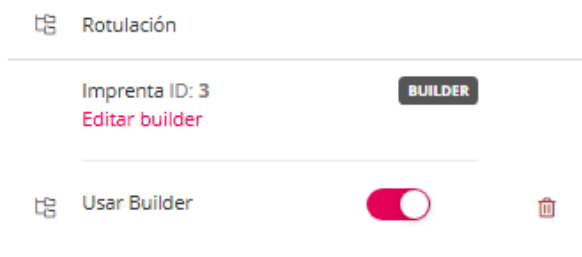 Rotulación
Imprenta ID: 3
BUILDER
Editar builder
Usar Builder